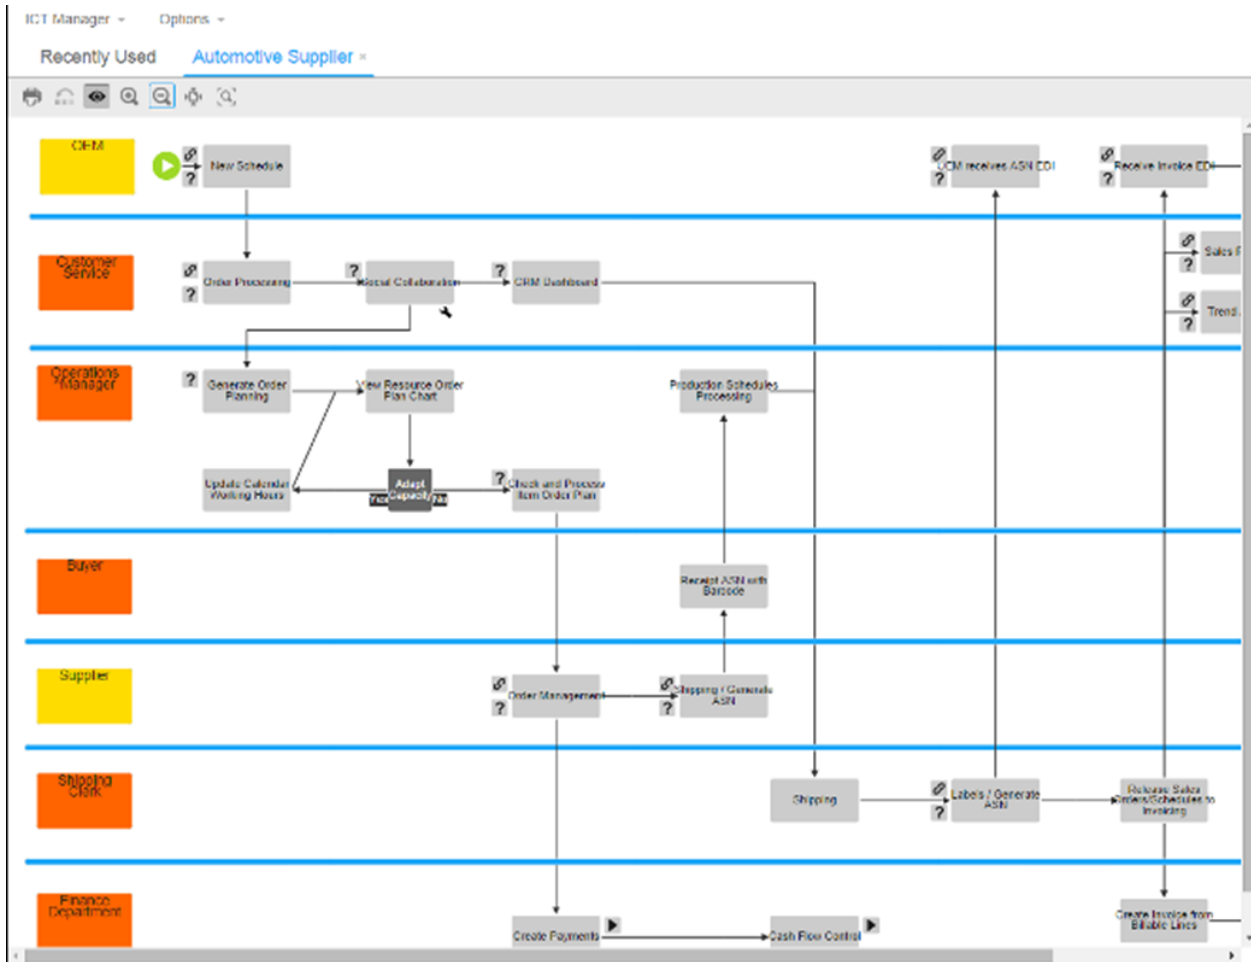 ICT Manager
Options
Recently Used
Automotive Supplier ×
OEM
New Schedule
OEM receives ASN EDI
Receive Invoice EDI
Customer
Service
Order Processing
Social Collaboration
CRM Dashboard
Sales
Trend
Operations
Manager
Generate Order
Planning
View Resource Order
Plan Chart
Production Schedules
Processing
Update Calendar
Working Hours
Adapt
Capacity
Yes
No
Check and Process
Item Order Plan
Buyer
Receipt ASN with
Barcode
Supplier
Order Management
Shipping / Generate
ASN
Shipping
Clerk
Shipping
Labels / Generate
ASN
Release Sales
Orders/Schedules to
Invoicing
Finance
Department
Create Payments
Cash Flow Control
Create Invoice from
Billable Lines